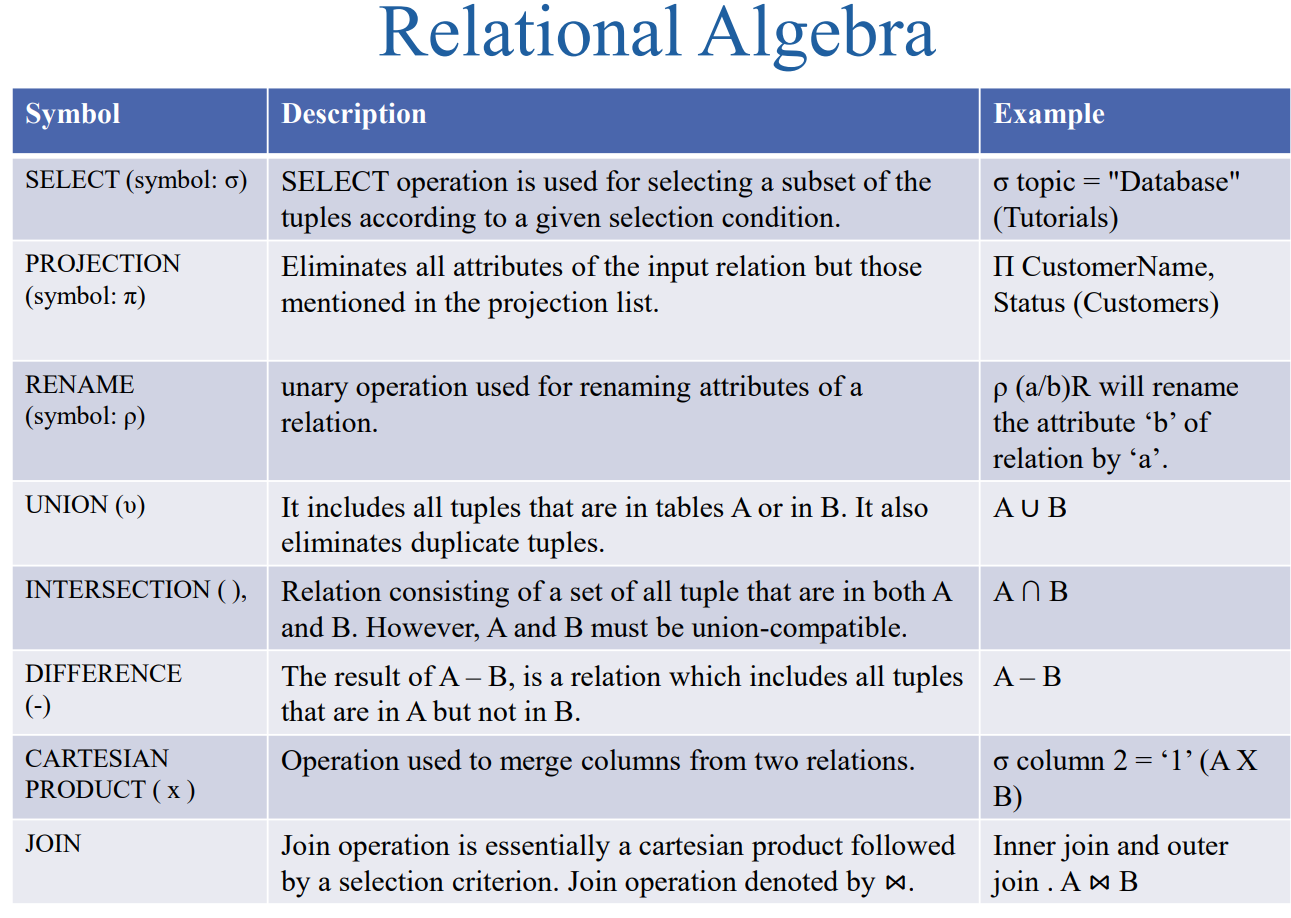 Relational Algebra
Symbol
Description
Example
SELECT (symbol: σ)
SELECT operation is used for selecting a subset of the
tuples according to a given selection condition.
σ topic = "Database"
(Tutorials)
PROJECTION
(symbol: π)
Eliminates all attributes of the input relation but those
mentioned in the projection list.
Π CustomerName,
Status (Customers)
RENAME
(symbol: ρ)
unary operation used for renaming attributes of a
relation.
ρ (a/b)R will rename
the attribute ‘b’ of
relation by ‘a’.
UNION (υ)
It includes all tuples that are in tables A or in B. It also
eliminates duplicate tuples.
A ∪ B
INTERSECTION ( ),
Relation consisting of a set of all tuple that are in both A
and B. However, A and B must be union-compatible.
A ∩ B
DIFFERENCE
(-)
The result of A – B, is a relation which includes all tuples
that are in A but not in B.
A – B
CARTESIAN
PRODUCT ( x )
Operation used to merge columns from two relations.
σ column 2 = ‘1’ (A X
B)
JOIN
Join operation is essentially a cartesian product followed
by a selection criterion. Join operation denoted by ⋈.
Inner join and outer
join . A ⋈ B